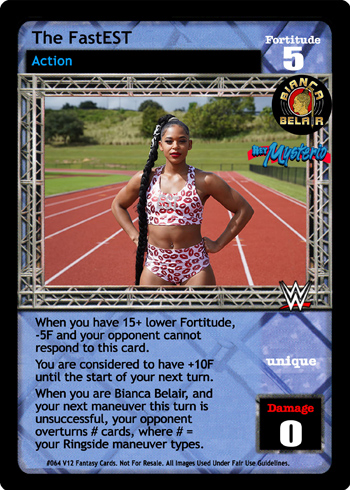 The FastEST
Fortitude
5
Action
BIANCA
BELAIR
Rey
Mysterio
W
When you have 15+ lower Fortitude,
-5F and your opponent cannot
respond to this card.
You are considered to have +10F
until the start of your next turn.
When you are Bianca Belair, and
your next maneuver this turn is
unsuccessful, your opponent
overturns # cards, where # =
your Ringside maneuver types.
unique
Damage
0
#064 V12 Fantasy Cards. Not For Resale. All Images Used Under Fair Use Guidelines.